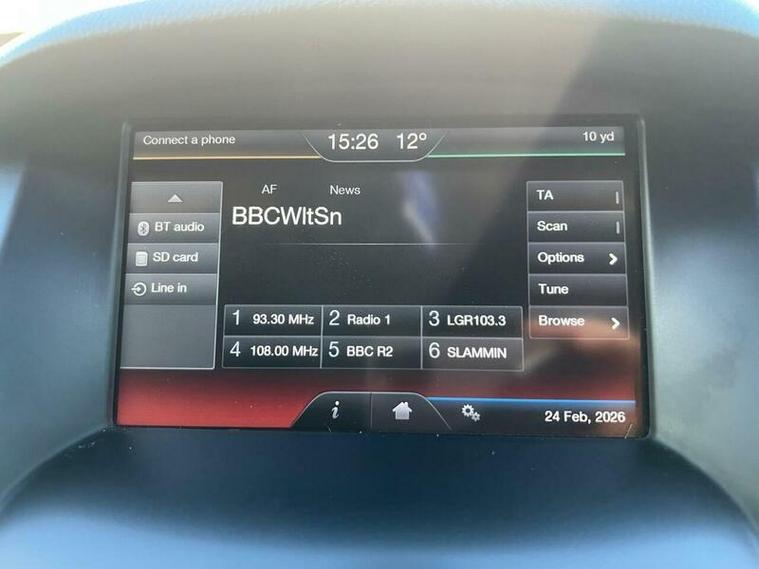 Connect a phone 15:26 12° 10 yd
AF News
BBCWltSn
BT audio
SD card
Line in
TA
Scan
Options
Tune
Browse
1 93.30 MHz 2 Radio 1 3 LGR103.3
4 108.00 MHz 5 BBC R2 6 SLAMMIN
i
24 Feb, 2026